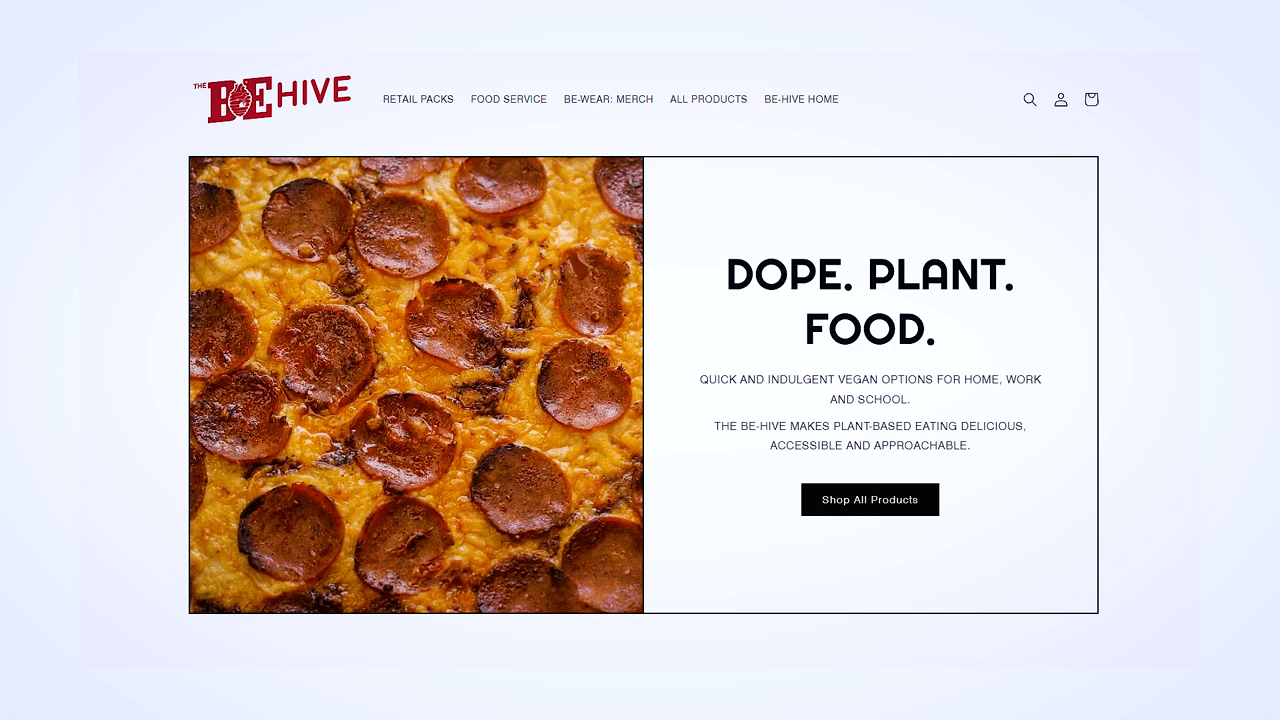 THE BE HIVE
RETAIL PACKS FOOD SERVICE BE-WEAR: MERCH ALL PRODUCTS BE-HIVE HOME
DOPE. PLANT.
FOOD.
QUICK AND INDULGENT VEGAN OPTIONS FOR HOME, WORK
AND SCHOOL.
THE BE-HIVE MAKES PLANT-BASED EATING DELICIOUS,
ACCESSIBLE AND APPROACHABLE.
Shop All Products